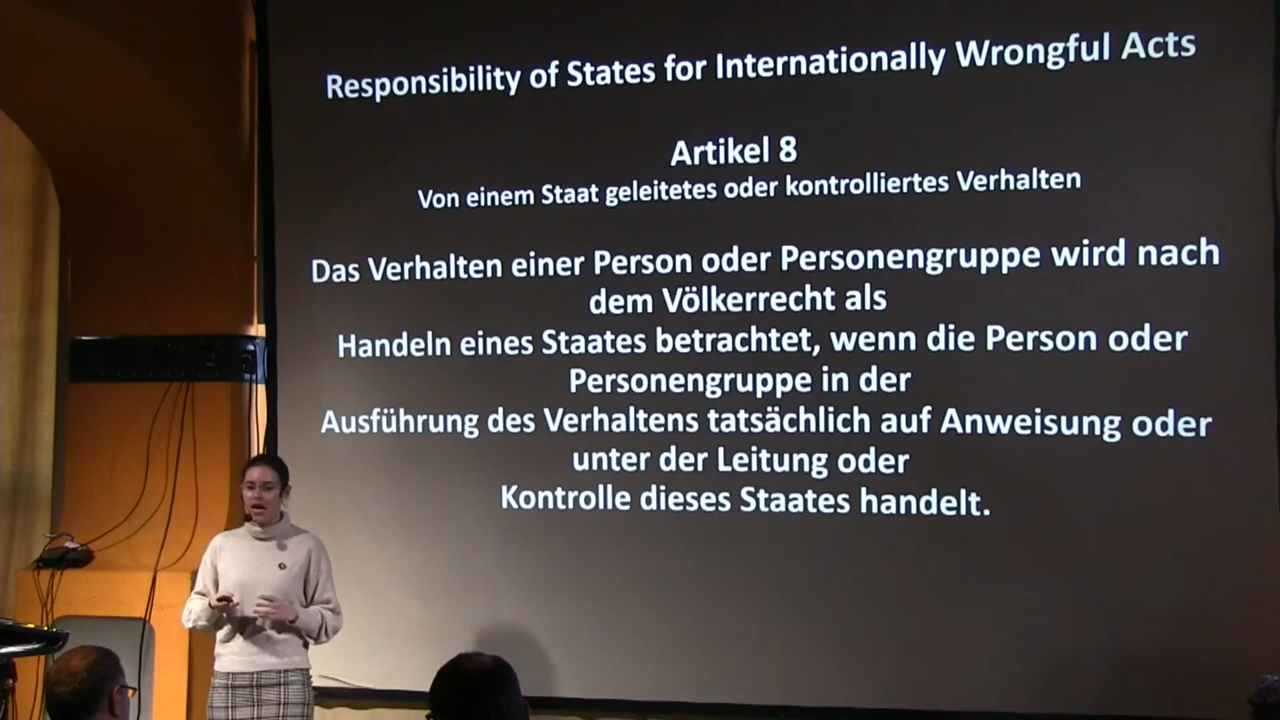 Responsibility of States for Internationally Wrongful Acts
Artikel 8
Von einem Staat geleitetes oder kontrolliertes Verhalten
Das Verhalten einer Person oder Personengruppe wird nach
dem Völkerrecht als
Handeln eines Staates betrachtet, wenn die Person oder
Personengruppe in der
Ausführung des Verhaltens tatsächlich auf Anweisung oder
unter der Leitung oder
Kontrolle dieses Staates handelt.